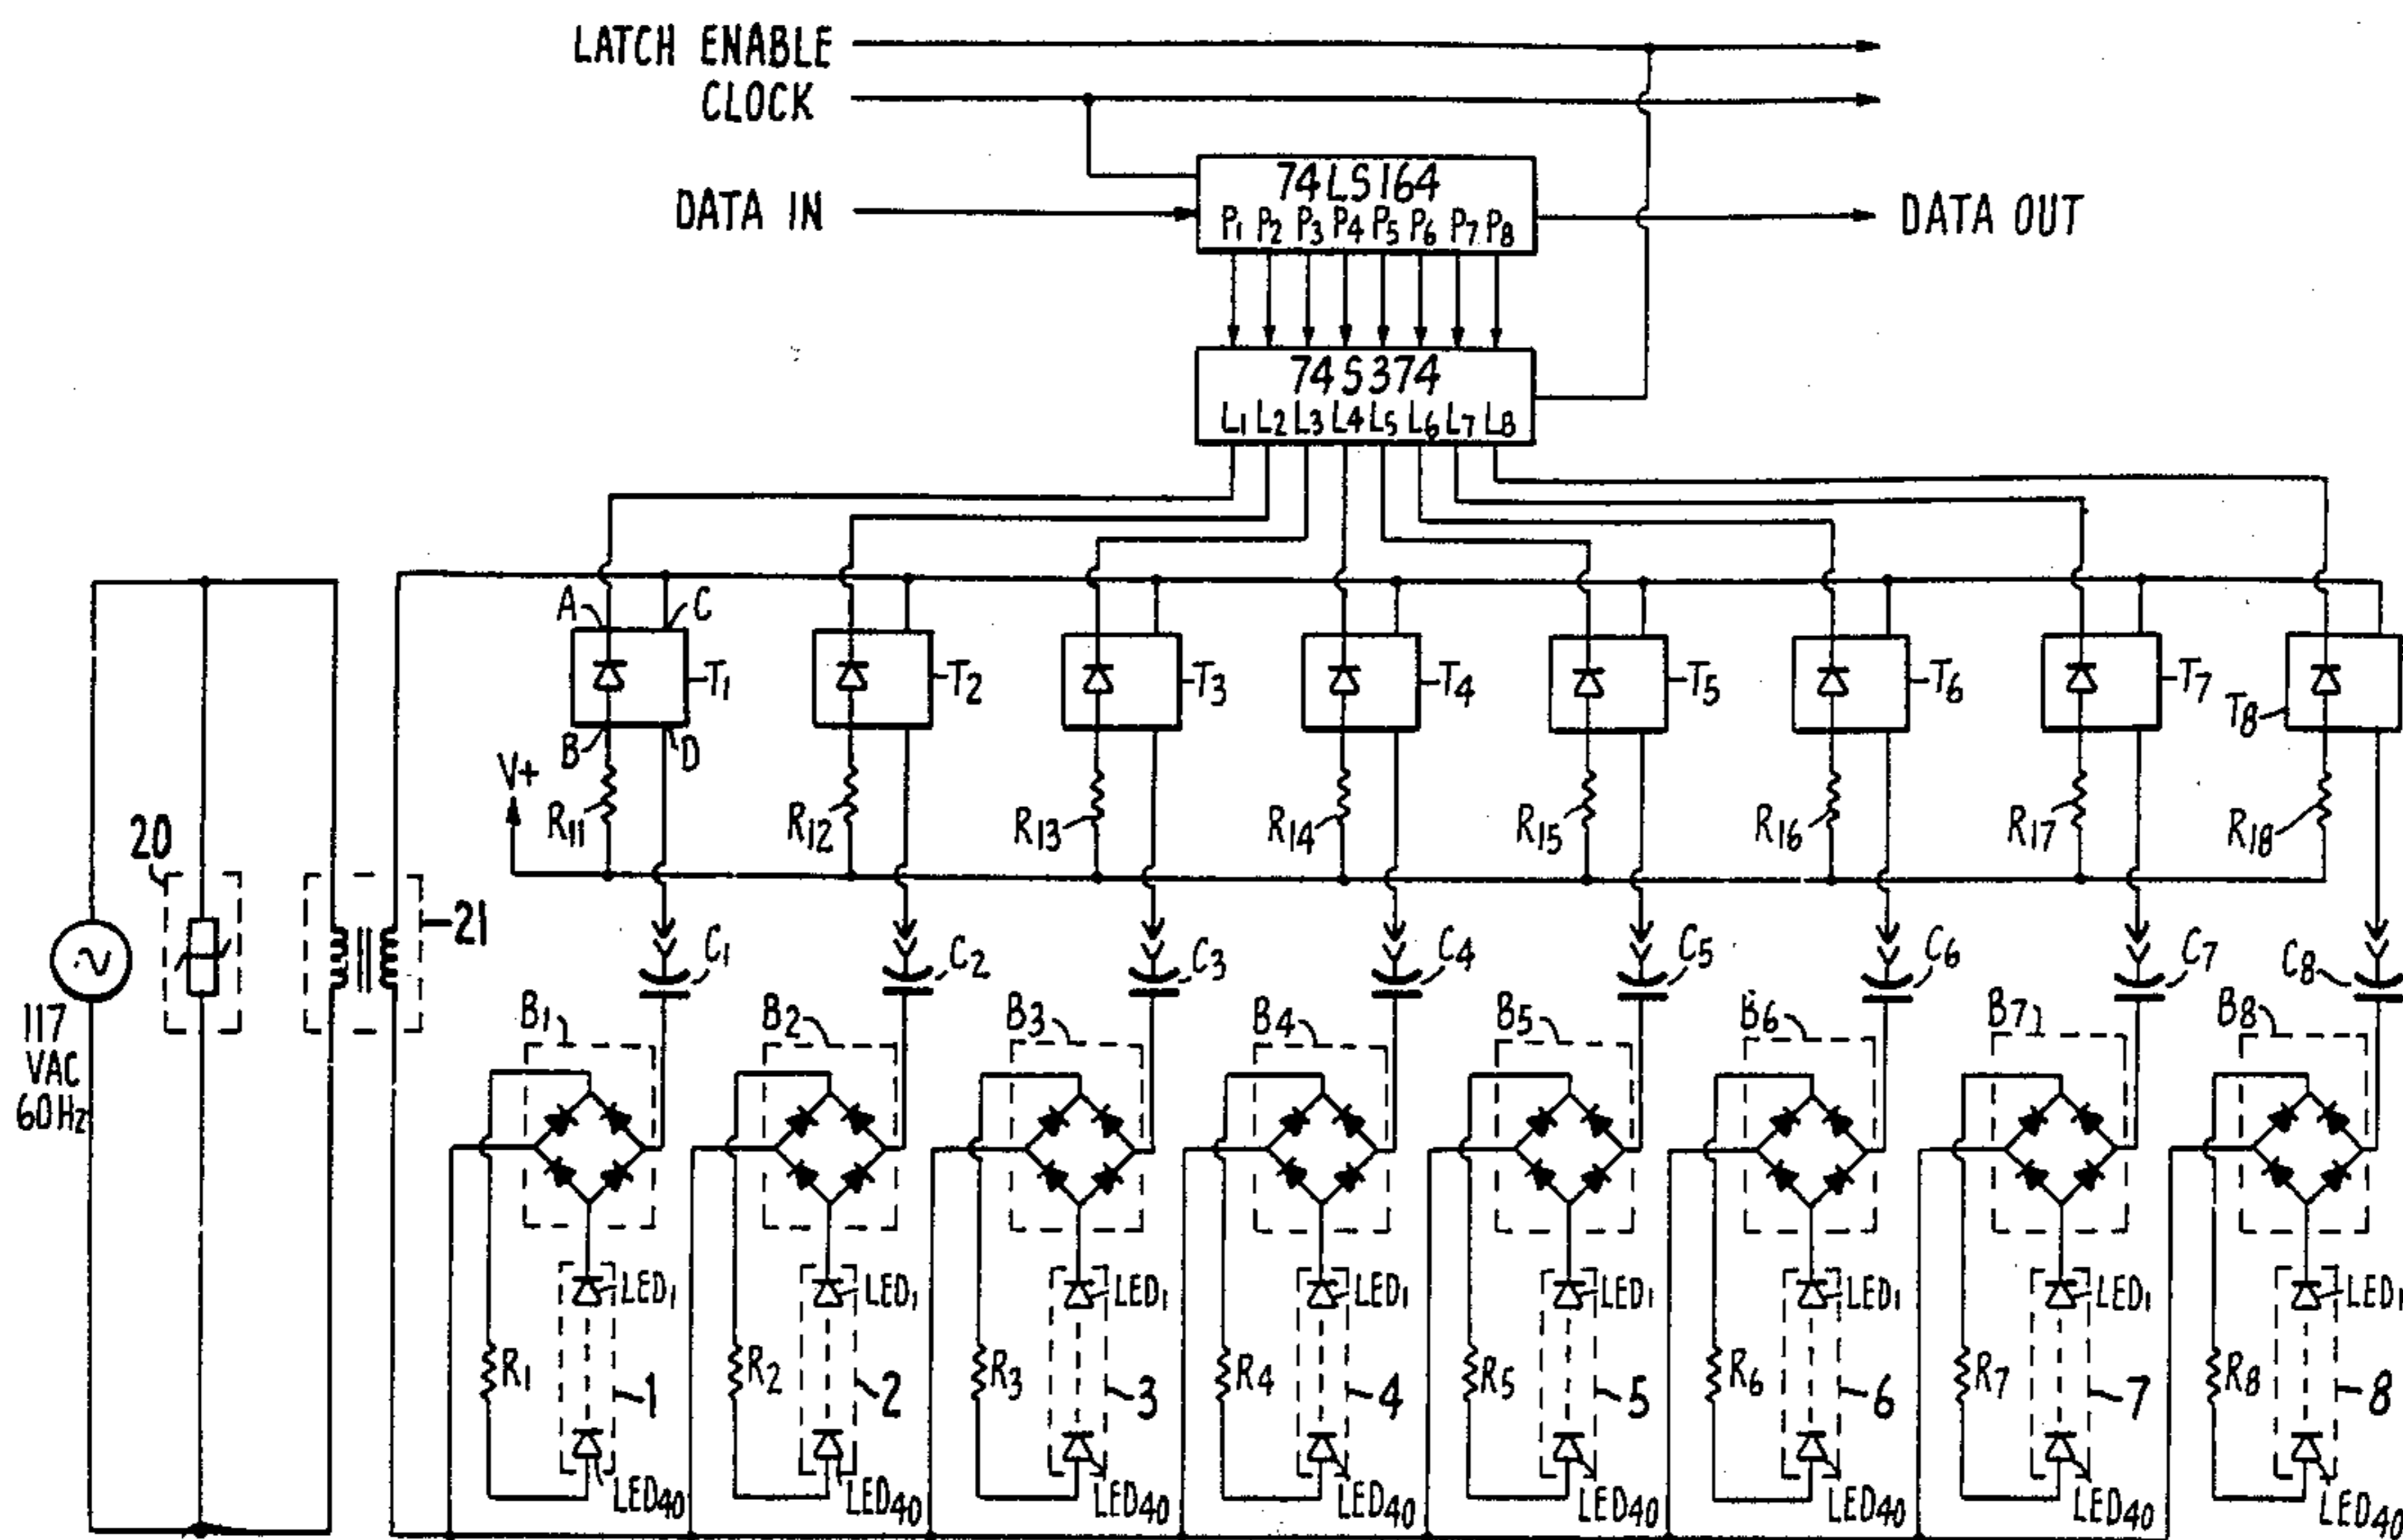 LATCH ENABLE
CLOCK
74LS164
DATA IN
P1 P2 P3 P4 P5 P6 P7 P8
DATA OUT
74S374
L1 L2 L3 L4 L5 L6 L7 L8
A C
T1 T2 T3 T4 T5 T6 T7 T8
B D
V+
R11 R12 R13 R14 R15 R16 R17 R18
20
21
C1 C2 C3 C4 C5 C6 C7 C8
117
VAC
60Hz
B1 B2 B3 B4 B5 B6 B7 B8
LED1 LED1 LED1 LED1 LED1 LED1 LED1 LED1
R1 R2 R3 R4 R5 R6 R7 R8
1 2 3 4 5 6 7 8
LED40 LED40 LED40 LED40 LED40 LED40 LED40 LED40